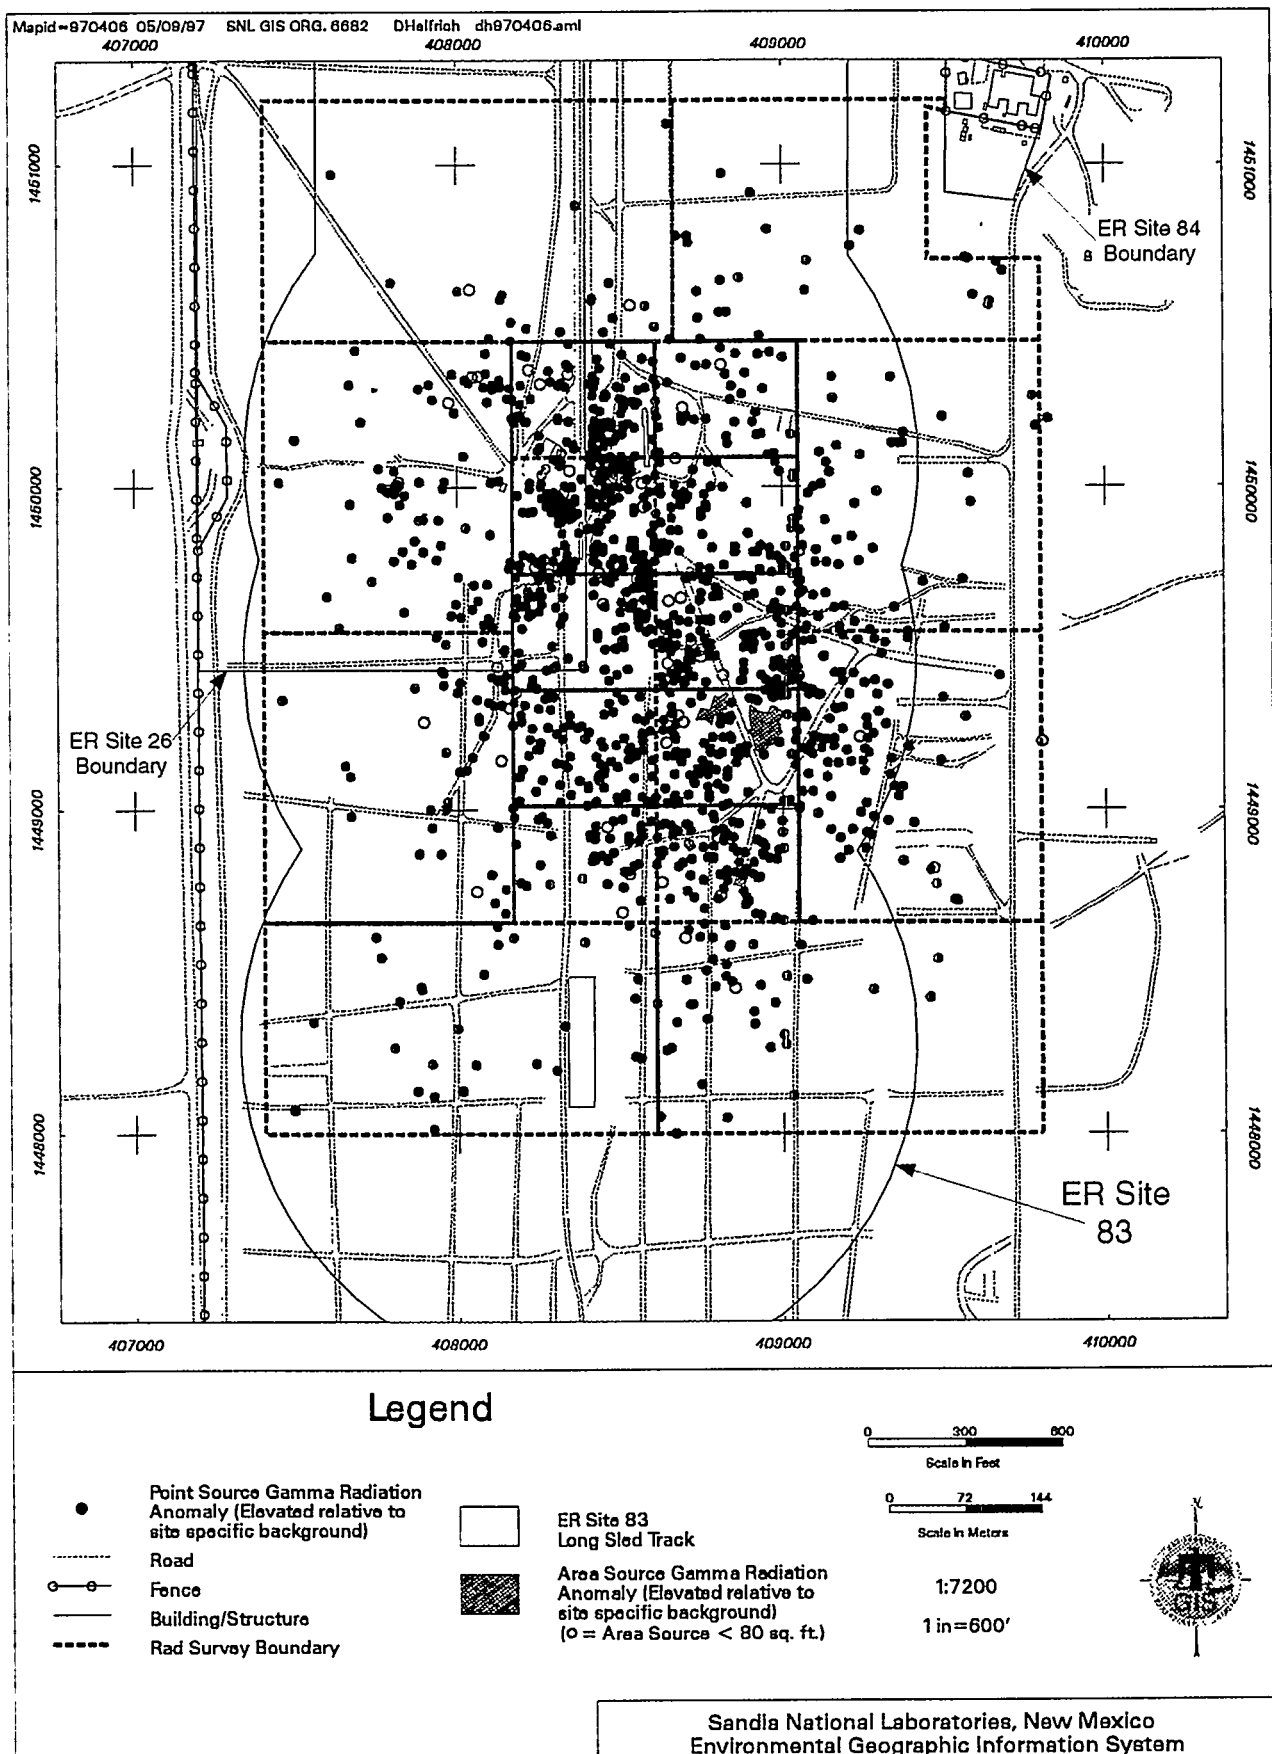 Mapid=970406 05/09/97 SNL GIS ORG. 6682 DHelfrich dh970406.aml
407000 408000 409000 410000
1451000
1451000
ER Site 84
Boundary
1450000
1450000
ER Site 26
Boundary
1449000
1449000
1448000
1448000
ER Site
83
407000 408000 409000 410000
Legend
Point Source Gamma Radiation
Anomaly (Elevated relative to
site specific background)
Road
Fence
Building/Structure
Rad Survey Boundary
ER Site 83
Long Sled Track
Area Source Gamma Radiation
Anomaly (Elevated relative to
site specific background)
(o = Area Source < 80 sq. ft.)
0 300 600
Scale in Feet
0 72 144
Scale in Meters
1:7200
1 in=600'
GIS
Sandia National Laboratories, New Mexico
Environmental Geographic Information System